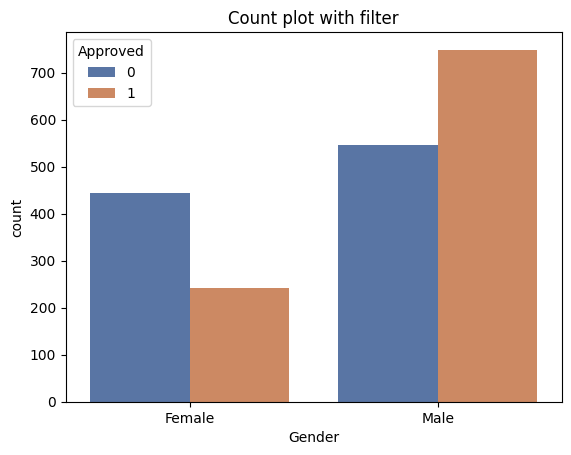 Count plot with filter
Approved
0
1
700
600
500
400
300
200
100
0
count
Female
Male
Gender